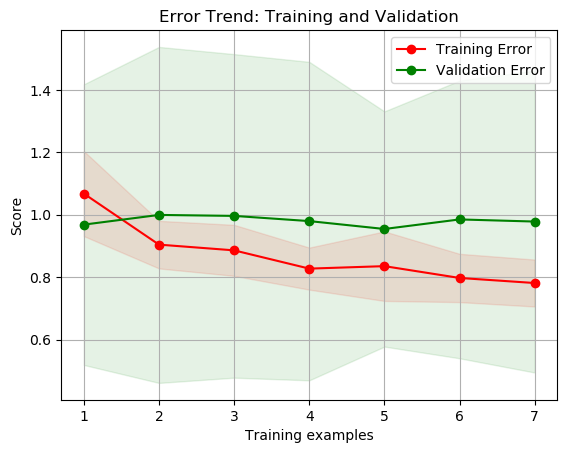 Error Trend: Training and Validation
Training Error
Validation Error
Score
1.4
1.2
1.0
0.8
0.6
1 2 3 4 5 6 7
Training examples